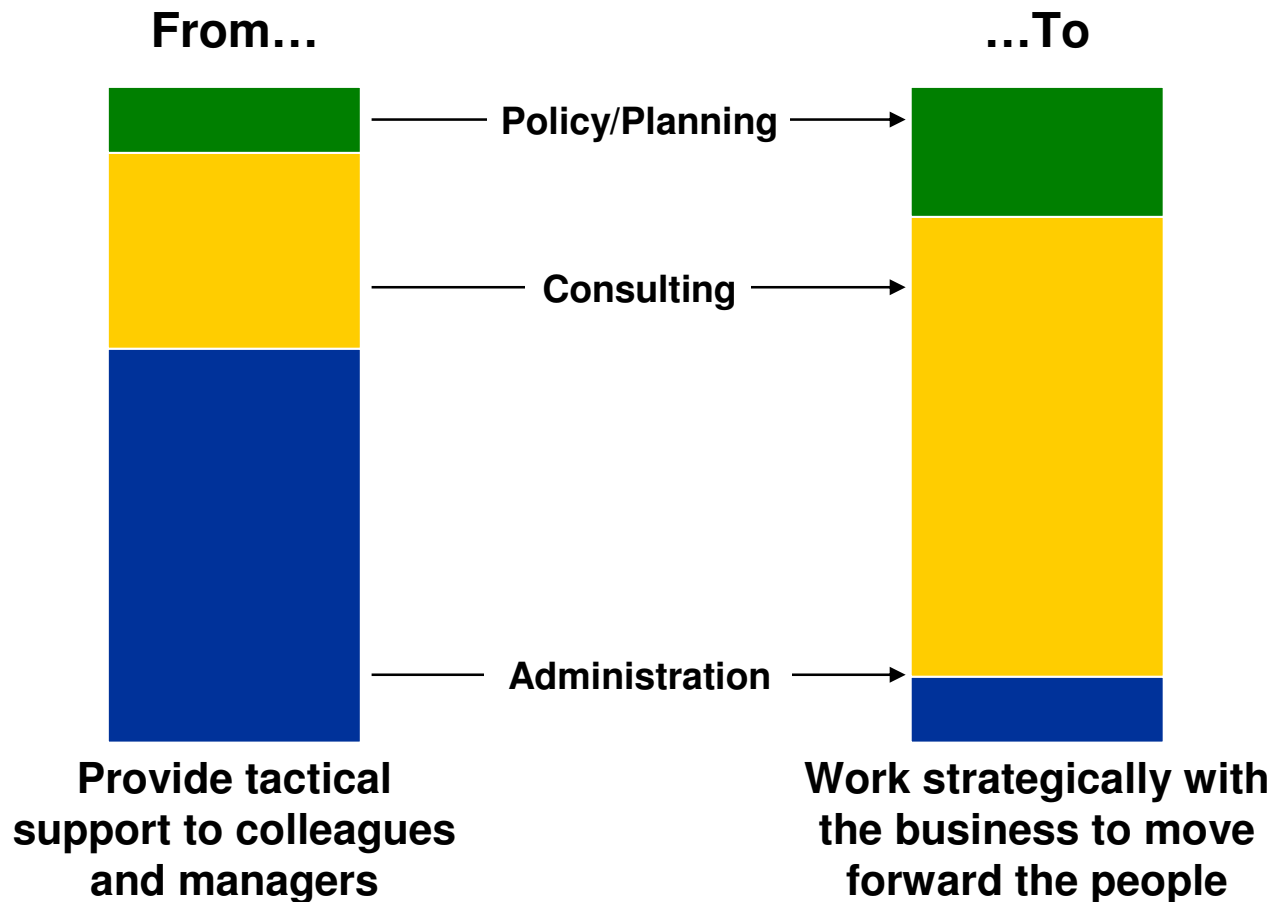 From…
…To
Policy/Planning
Consulting
Administration
Provide tactical
support to colleagues
and managers
Work strategically with
the business to move
forward the people